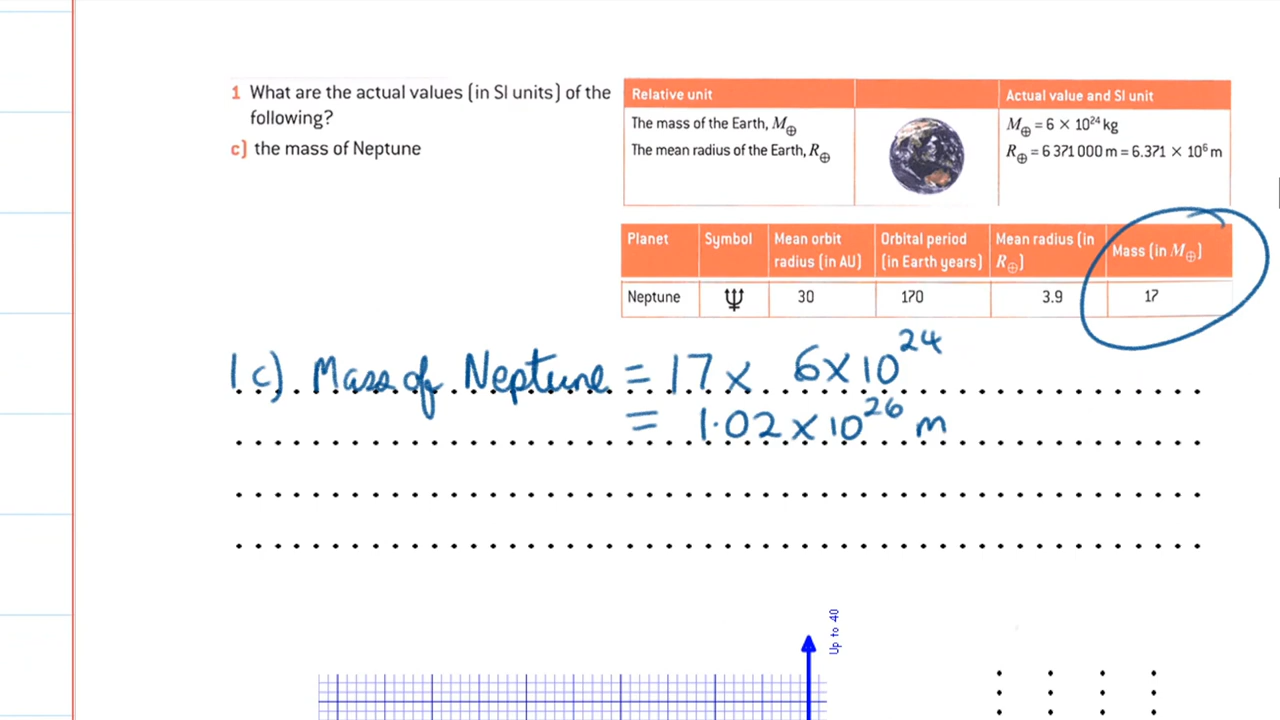 1 What are the actual values (in SI units) of the
following?
c) the mass of Neptune
Relative unit
Actual value and SI unit
The mass of the Earth, M⊕
M⊕ = 6 × 10²⁴ kg
The mean radius of the Earth, R⊕
R⊕ = 6 371 000 m = 6.371 × 10⁶ m
Planet
Symbol
Mean orbit
radius (in AU)
Orbital period
(in Earth years)
Mean radius (in
R⊕)
Mass (in M⊕)
Neptune
♆
30
170
3.9
17
1c) Mass of Neptune = 17 × 6×10²⁴
= 1.02×10²⁶ m
Up to 40